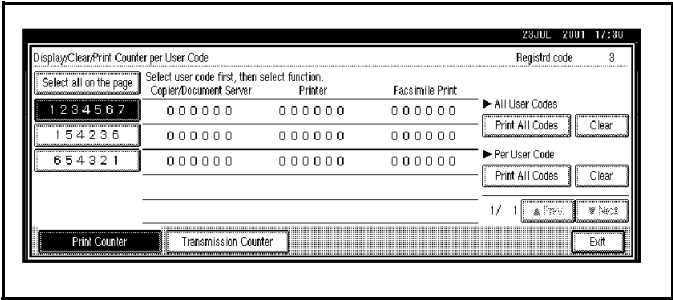 23JUL 2001 17:30
Display/Clear/Print Counter per User Code Registrd code 3
Select all on the page Select user code first, then select function.
Copier/Document Server Printer Facsimile Print
▶ All User Codes
1234567 000000 000000 000000
Print All Codes Clear
154236 000000 000000 000000
▶ Per User Code
654321 000000 000000 000000
Print All Codes Clear
1/ 1 ▲ Prev. ▼ Next
Print Counter Transmission Counter Exit